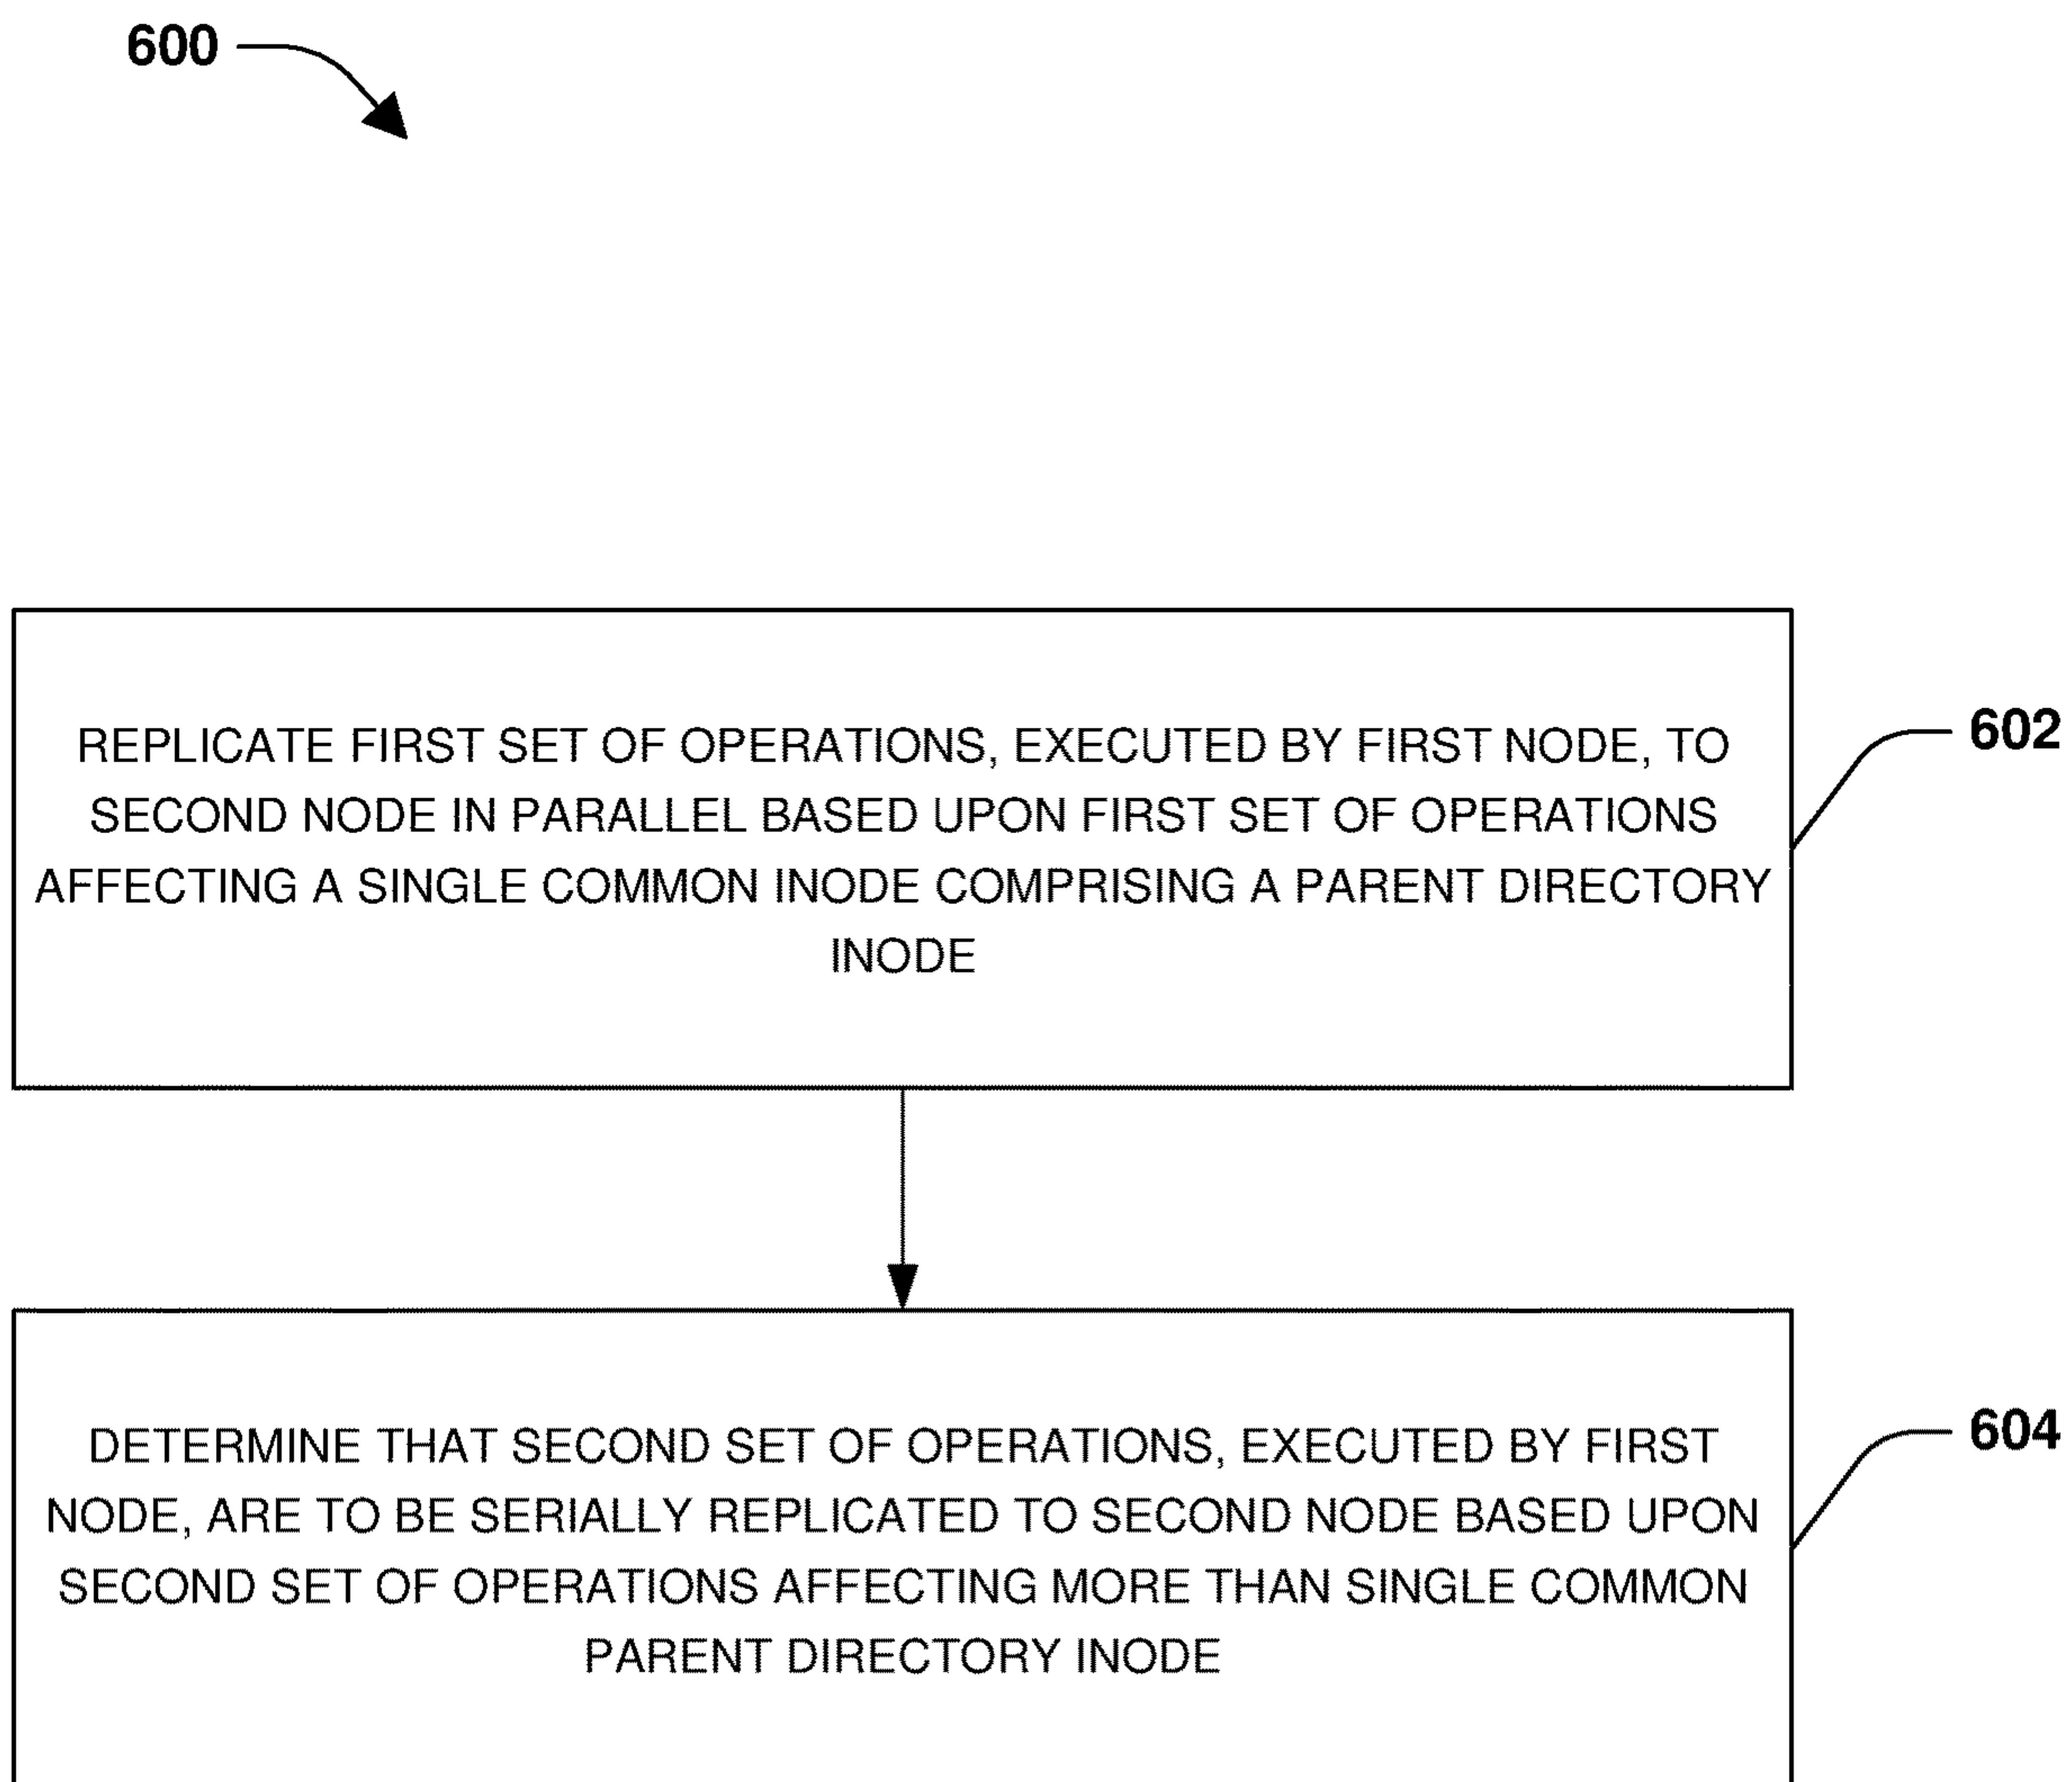 600
REPLICATE FIRST SET OF OPERATIONS, EXECUTED BY FIRST NODE, TO
SECOND NODE IN PARALLEL BASED UPON FIRST SET OF OPERATIONS
AFFECTING A SINGLE COMMON INODE COMPRISING A PARENT DIRECTORY
INODE
602
DETERMINE THAT SECOND SET OF OPERATIONS, EXECUTED BY FIRST
NODE, ARE TO BE SERIALLY REPLICATED TO SECOND NODE BASED UPON
SECOND SET OF OPERATIONS AFFECTING MORE THAN SINGLE COMMON
PARENT DIRECTORY INODE
604